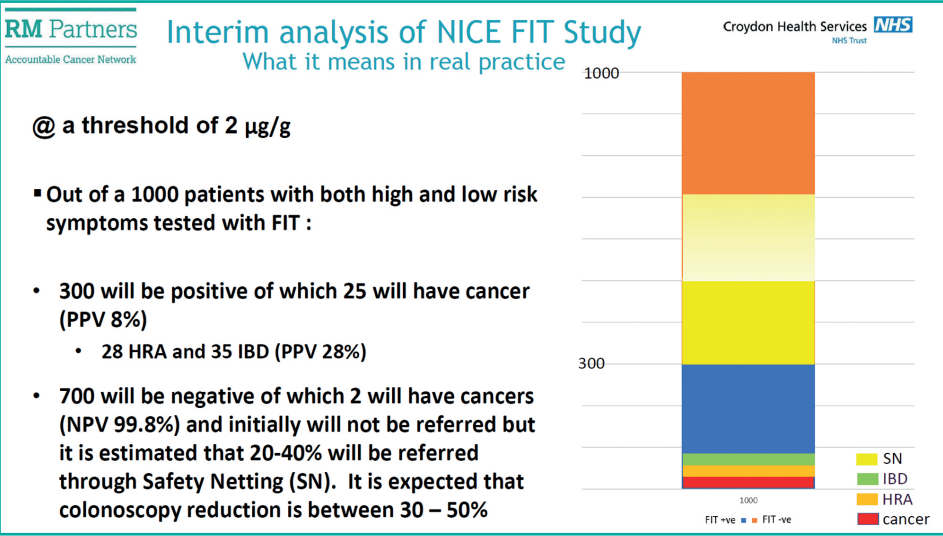 RM Partners
Accountable Cancer Network
Interim analysis of NICE FIT Study
What it means in real practice
Croydon Health Services NHS
NHS Trust
@ a threshold of 2 µg/g
▪ Out of a 1000 patients with both high and low risk
symptoms tested with FIT :
• 300 will be positive of which 25 will have cancer
(PPV 8%)
• 28 HRA and 35 IBD (PPV 28%)
• 700 will be negative of which 2 will have cancers
(NPV 99.8%) and initially will not be referred but
it is estimated that 20-40% will be referred
through Safety Netting (SN). It is expected that
colonoscopy reduction is between 30 – 50%
1000
300
1000
FIT +ve FIT -ve
SN
IBD
HRA
cancer